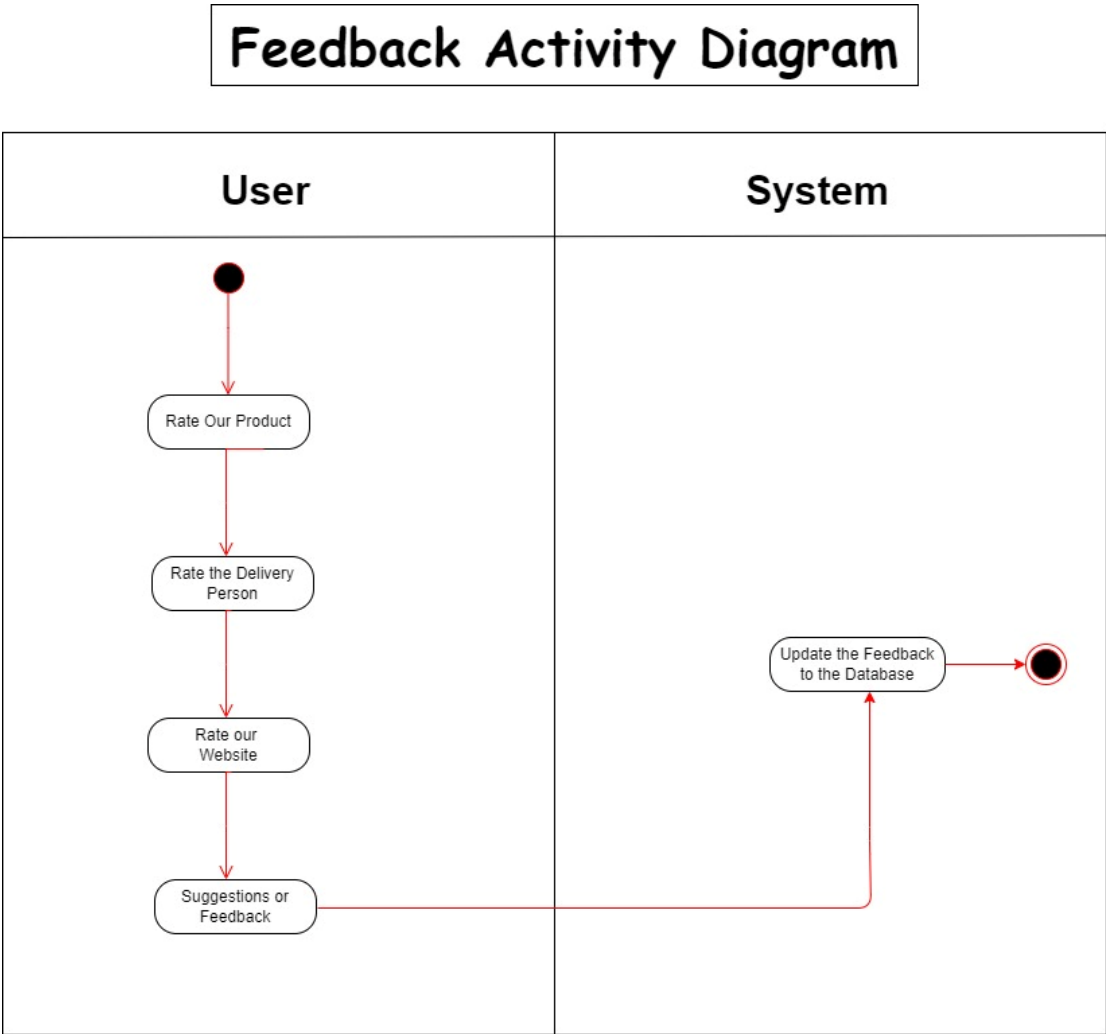 Feedback Activity Diagram
User
System
Rate Our Product
Rate the Delivery
Person
Rate our
Website
Suggestions or
Feedback
Update the Feedback
to the Database